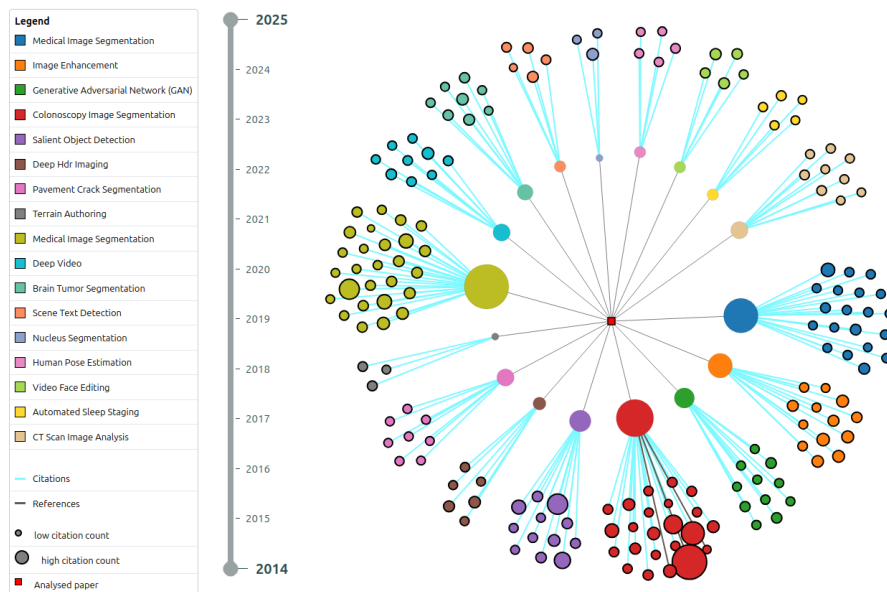 Legend
Medical Image Segmentation
Image Enhancement
Generative Adversarial Network (GAN)
Colonoscopy Image Segmentation
Salient Object Detection
Deep Hdr Imaging
Pavement Crack Segmentation
Terrain Authoring
Medical Image Segmentation
Deep Video
Brain Tumor Segmentation
Scene Text Detection
Nucleus Segmentation
Human Pose Estimation
Video Face Editing
Automated Sleep Staging
CT Scan Image Analysis
Citations
References
low citation count
high citation count
Analysed paper
2025
2024
2023
2022
2021
2020
2019
2018
2017
2016
2015
2014